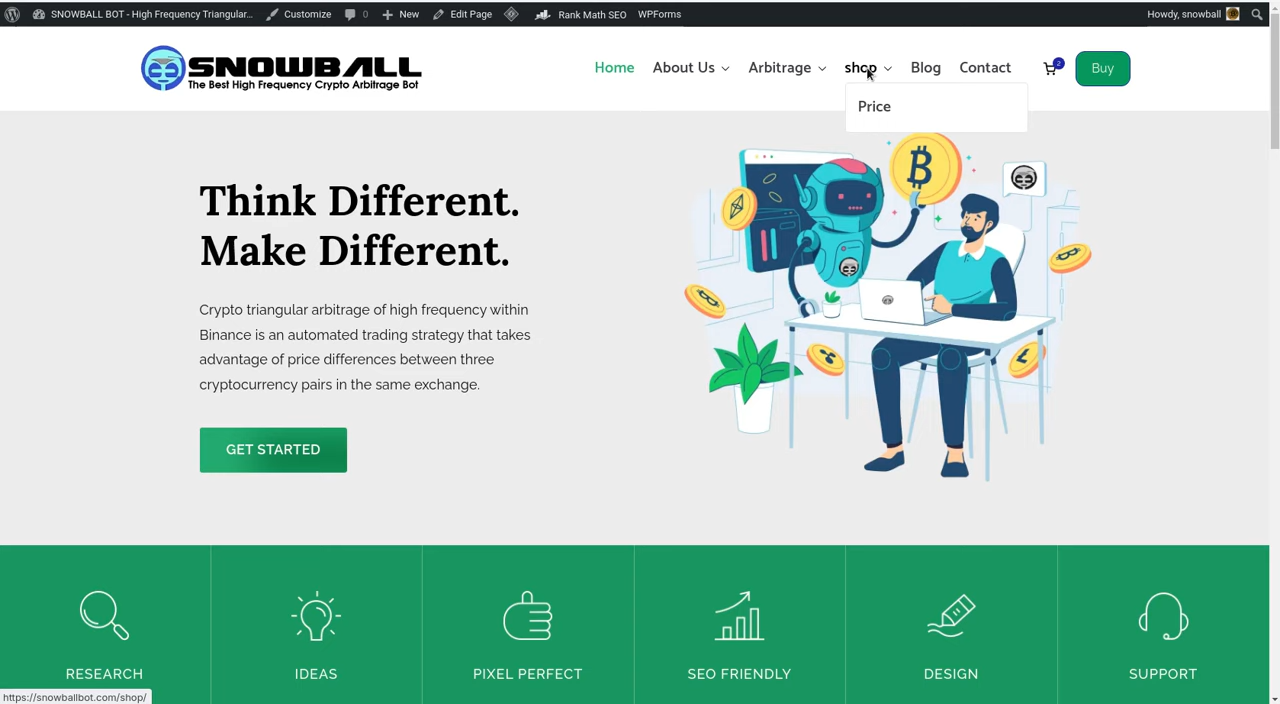 SNOWBALL BOT - High Frequency Triangular...
Customize
0
New
Edit Page
Rank Math SEO
WPForms
Howdy, snowball
SNOWBALL
The Best High Frequency Crypto Arbitrage Bot
Home
About Us
Arbitrage
shop
Blog
Contact
2
Buy
Price
Think Different.
Make Different.
Crypto triangular arbitrage of high frequency within
Binance is an automated trading strategy that takes
advantage of price differences between three
cryptocurrency pairs in the same exchange.
GET STARTED
RESEARCH
IDEAS
PIXEL PERFECT
SEO FRIENDLY
DESIGN
SUPPORT
https://snowballbot.com/shop/